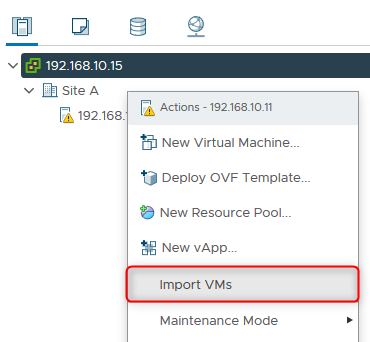 192.168.10.15
Site A
192.168.
Actions - 192.168.10.11
New Virtual Machine...
Deploy OVF Template...
New Resource Pool...
New vApp...
Import VMs
Maintenance Mode